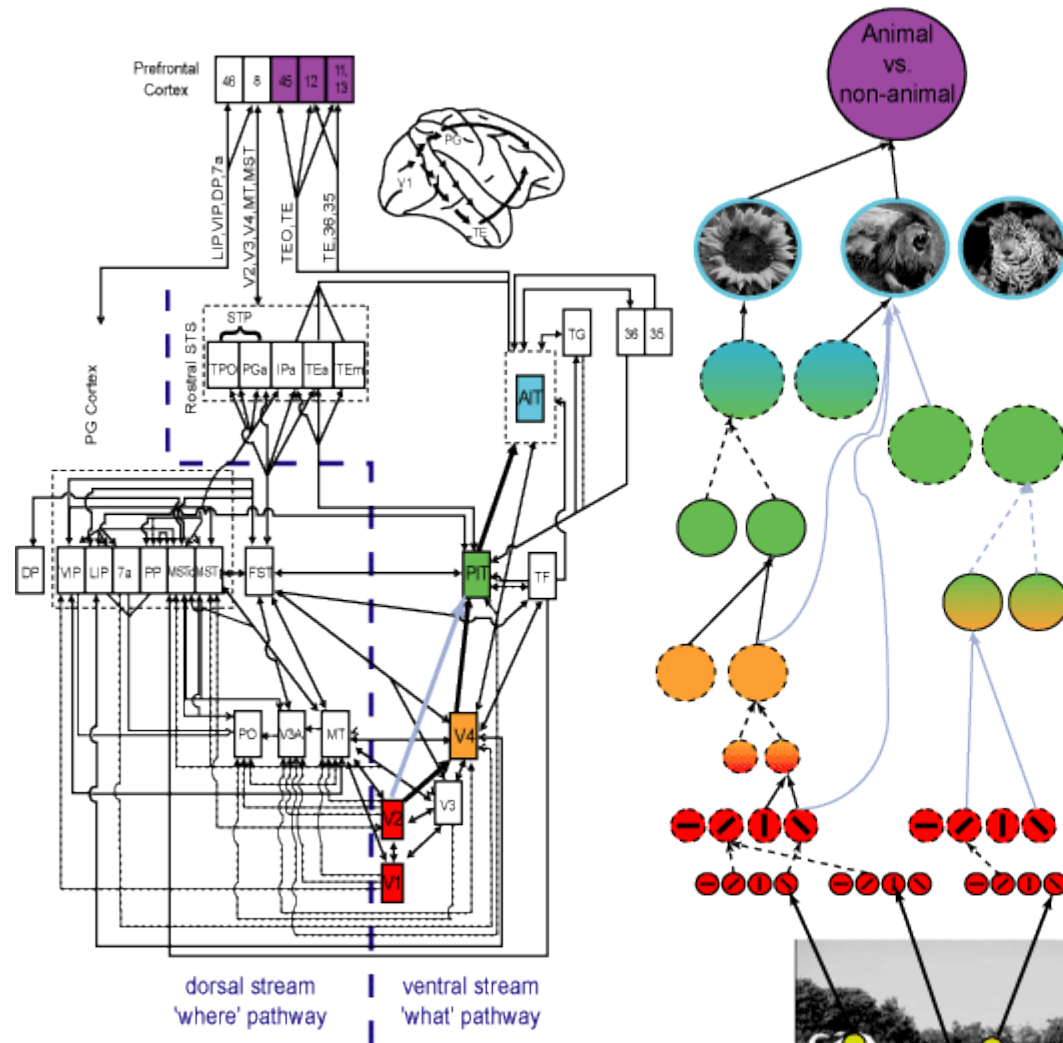 Prefrontal
Cortex
46
8
45
12
11,
13
LIP,VIP,DP,7a
V2,V3,V4,MT,MST
TEO,TE
TE,36,35
PG
V1
TE
Animal
vs.
non-animal
Rostral STS
STP
TPO
PGa
IPa
TEa
TEm
TG
36
35
AIT
PG Cortex
DP
VIP
LIP
7a
PP
FST
PIT
TF
PO
V3A
MT
V4
V2
V3
V1
dorsal stream
'where' pathway
ventral stream
'what' pathway